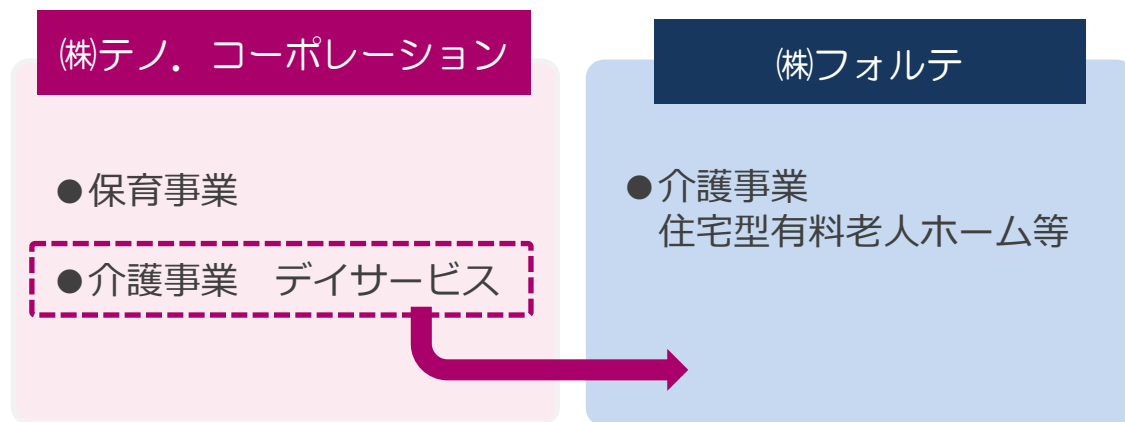 ㈱テノ．コーポレーション
●保育事業
●介護事業　デイサービス
㈱フォルテ
●介護事業
住宅型有料老人ホーム等